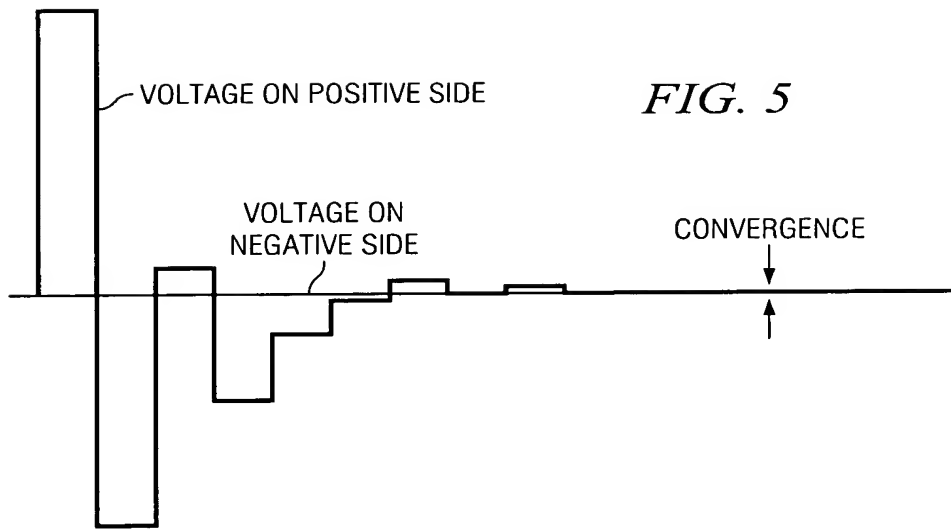 VOLTAGE ON POSITIVE SIDE
FIG. 5
VOLTAGE ON
NEGATIVE SIDE
CONVERGENCE